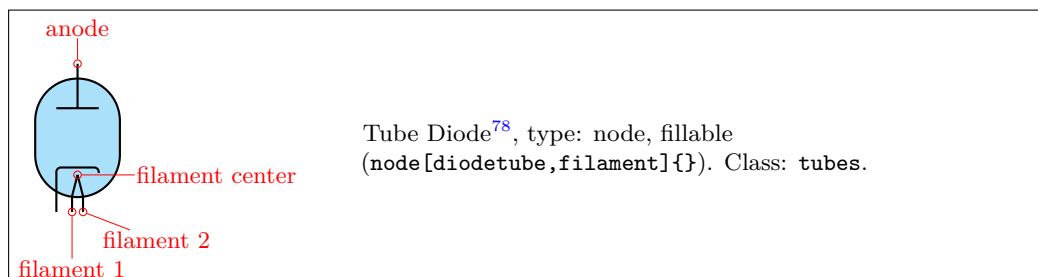 anode
Tube Diode78, type: node, fillable
(node[diodetube,filament]{}). Class: tubes.
filament center
filament 2
filament 1